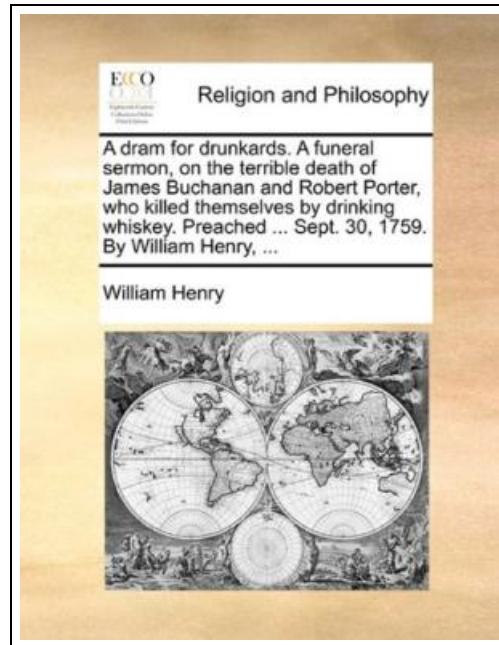 ECCO
Religion and Philosophy
A dram for drunkards. A funeral
sermon, on the terrible death of
James Buchanan and Robert Porter,
who killed themselves by drinking
whiskey. Preached ... Sept. 30, 1759.
By William Henry, ...
William Henry